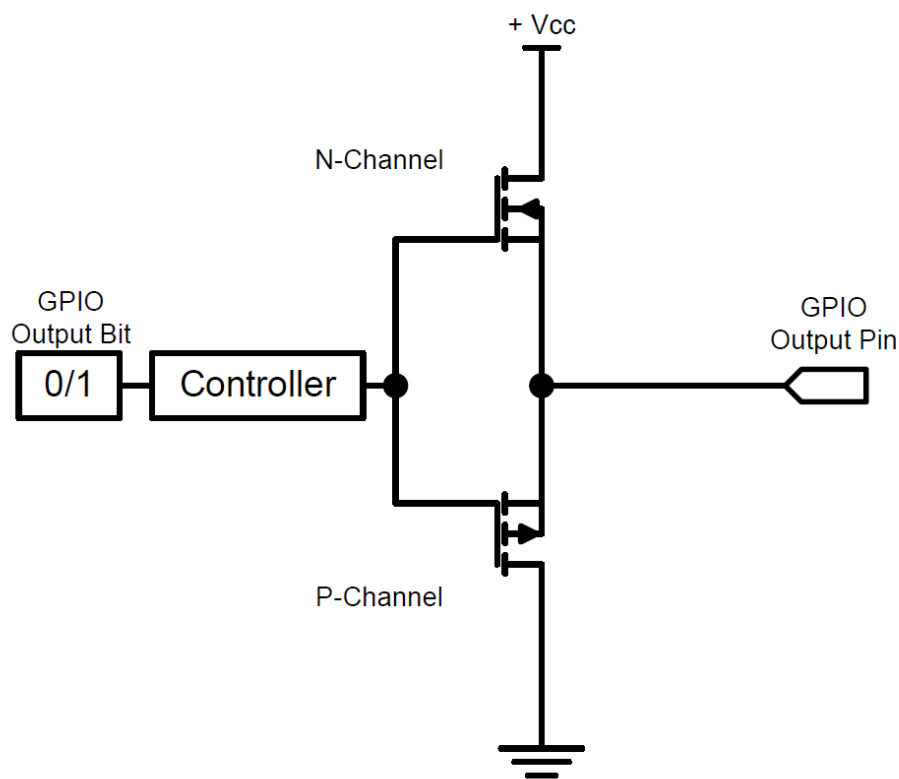 + Vcc
N-Channel
GPIO
Output Bit
0/1
Controller
GPIO
Output Pin
P-Channel